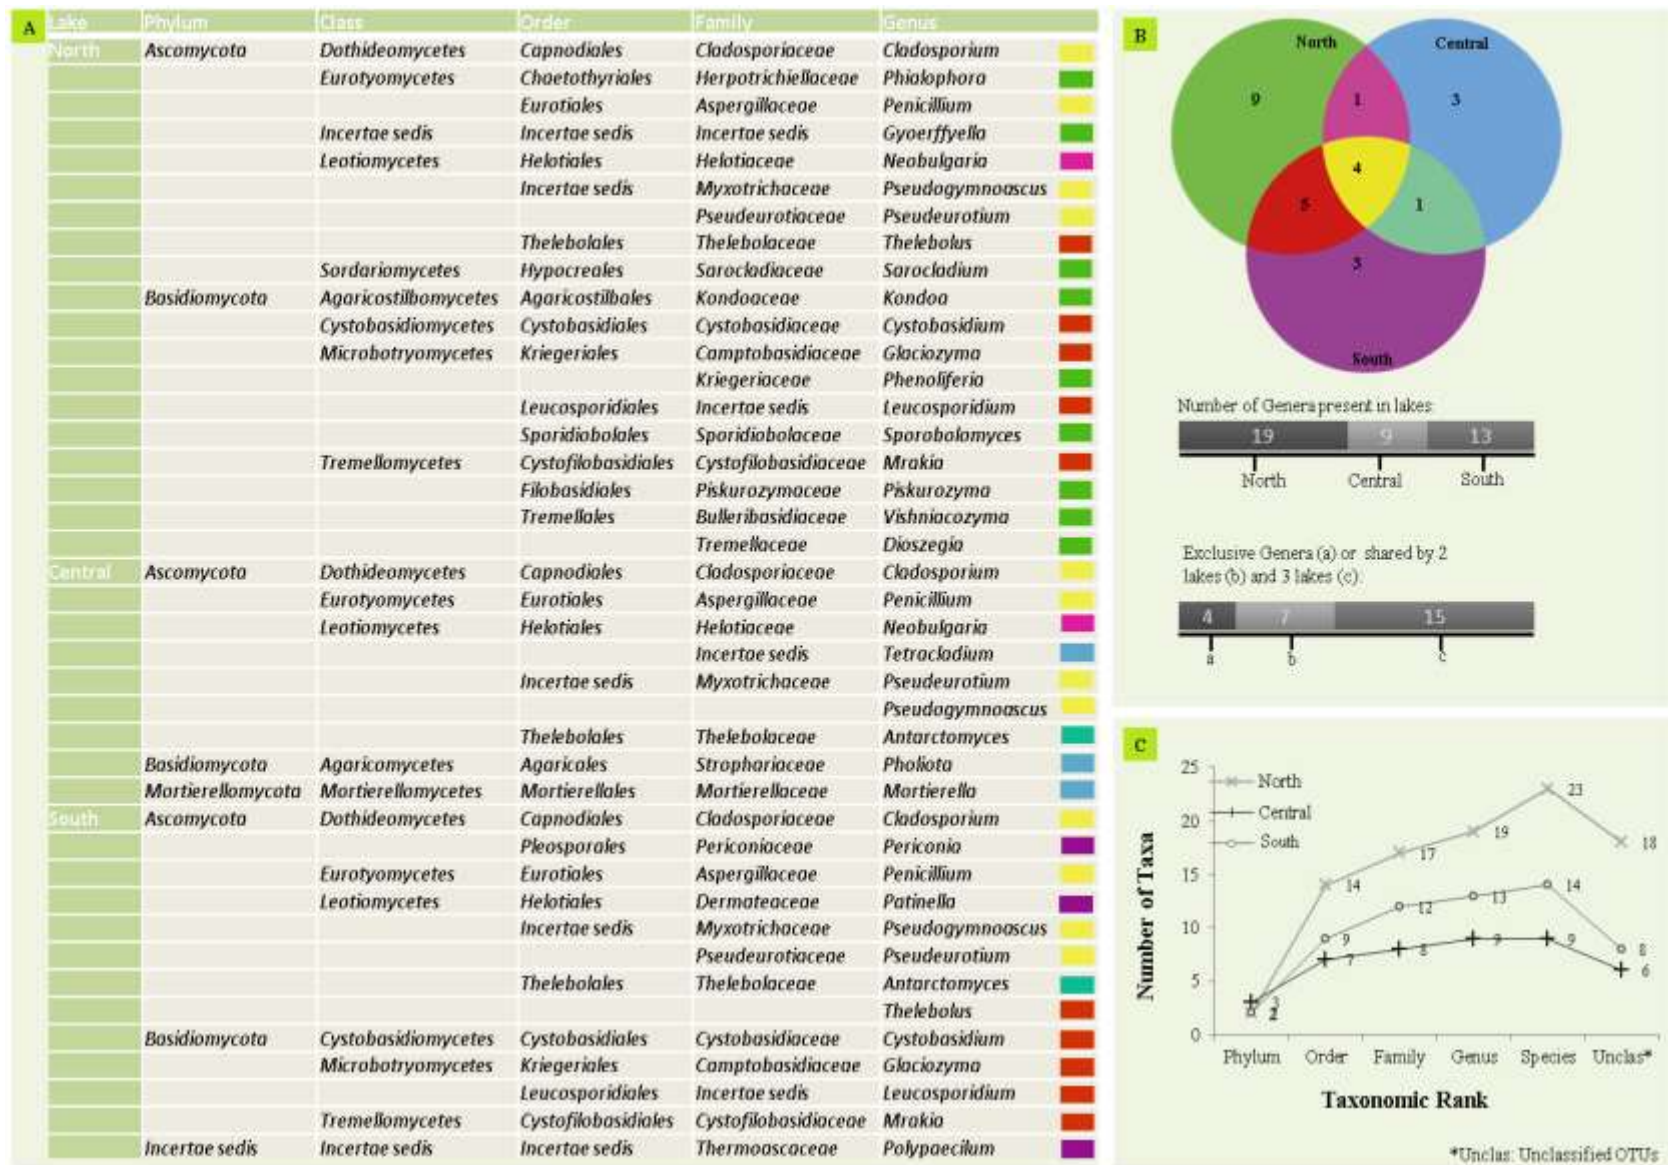 A
Lake Phylum Class Order Family Genus
North Ascomycota Dothideomycetes Capnodiales Cladosporiaceae Cladosporium
Eurotyomycetes Chaetothyriales Herpotrichiellaceae Phialophora
Eurotiales Aspergillaceae Penicillium
Incertae sedis Incertae sedis Incertae sedis Gyoerffyella
Leotiomycetes Helotiales Helotiaceae Neobulgaria
Incertae sedis Myxotrichaceae Pseudogymnoascus
Pseudeurotiaceae Pseudeurotium
Thelebolales Thelebolaceae Thelebolus
Sordariomycetes Hypocreales Sarocladiaceae Sarocladium
Basidiomycota Agaricostilbomycetes Agaricostilbales Kondoaceae Kondoa
Cystobasidiomycetes Cystobasidiales Cystobasidiaceae Cystobasidium
Microbotryomycetes Kriegeriales Camptobasidiaceae Glaciozyma
Kriegeriaceae Phenoliferia
Leucosporidiales Incertae sedis Leucosporidium
Sporidiobolales Sporidiobolaceae Sporobolomyces
Tremellomycetes Cystofilobasidiales Cystofilobasidiaceae Mrakia
Filobasidiales Piskurozymaceae Piskurozyma
Tremellales Bulleribasidiaceae Vishniacozyma
Tremellaceae Dioszegia
Central Ascomycota Dothideomycetes Capnodiales Cladosporiaceae Cladosporium
Eurotyomycetes Eurotiales Aspergillaceae Penicillium
Leotiomycetes Helotiales Helotiaceae Neobulgaria
Incertae sedis Tetracladium
Incertae sedis Myxotrichaceae Pseudeurotium
Pseudogymnoascus
Thelebolales Thelebolaceae Antarctomyces
Basidiomycota Agaricomycetes Agaricales Strophariaceae Pholiota
Mortierellomycota Mortierellomycetes Mortierellales Mortierellaceae Mortierella
South Ascomycota Dothideomycetes Capnodiales Cladosporiaceae Cladosporium
Pleosporales Periconiaceae Periconia
Eurotyomycetes Eurotiales Aspergillaceae Penicillium
Leotiomycetes Helotiales Dermateaceae Patinella
Incertae sedis Myxotrichaceae Pseudogymnoascus
Pseudeurotiaceae Pseudeurotium
Thelebolales Thelebolaceae Antarctomyces
Thelebolus
Basidiomycota Cystobasidiomycetes Cystobasidiales Cystobasidiaceae Cystobasidium
Microbotryomycetes Kriegeriales Camptobasidiaceae Glaciozyma
Leucosporidiales Incertae sedis Leucosporidium
Tremellomycetes Cystofilobasidiales Cystofilobasidiaceae Mrakia
Incertae sedis Incertae sedis Incertae sedis Thermoascaceae Polypaecilum
B
North Central
9 1 3
4
5 1
3
South
Number of Genera present in lakes:
19 9 13
North Central South
Exclusive Genera (a) or shared by 2
lakes (b) and 3 lakes (c):
4 7 15
a b c
C
Number of Taxa
25
20
15
10
5
0
North
Central
South
14 17 19 23 18
9 12 13 14 8
7 8 9 9 6
3
2
Phylum Order Family Genus Species Unclas*
Taxonomic Rank
*Unclas: Unclassified OTUs